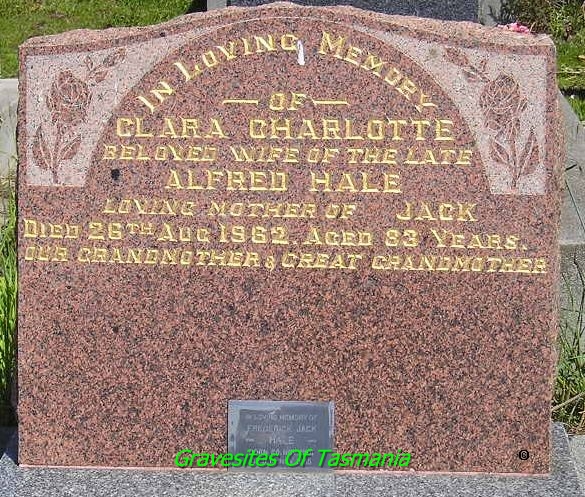 In Loving Memory
— OF —
CLARA CHARLOTTE
BELOVED WIFE OF THE LATE
ALFRED HALE
LOVING MOTHER OF JACK
DIED 26TH AUG 1962. AGED 83 YEARS.
OUR GRANDMOTHER & GREAT GRANDMOTHER
IN LOVING MEMORY OF
FREDERICK JACK
HALE
Gravesites Of Tasmania